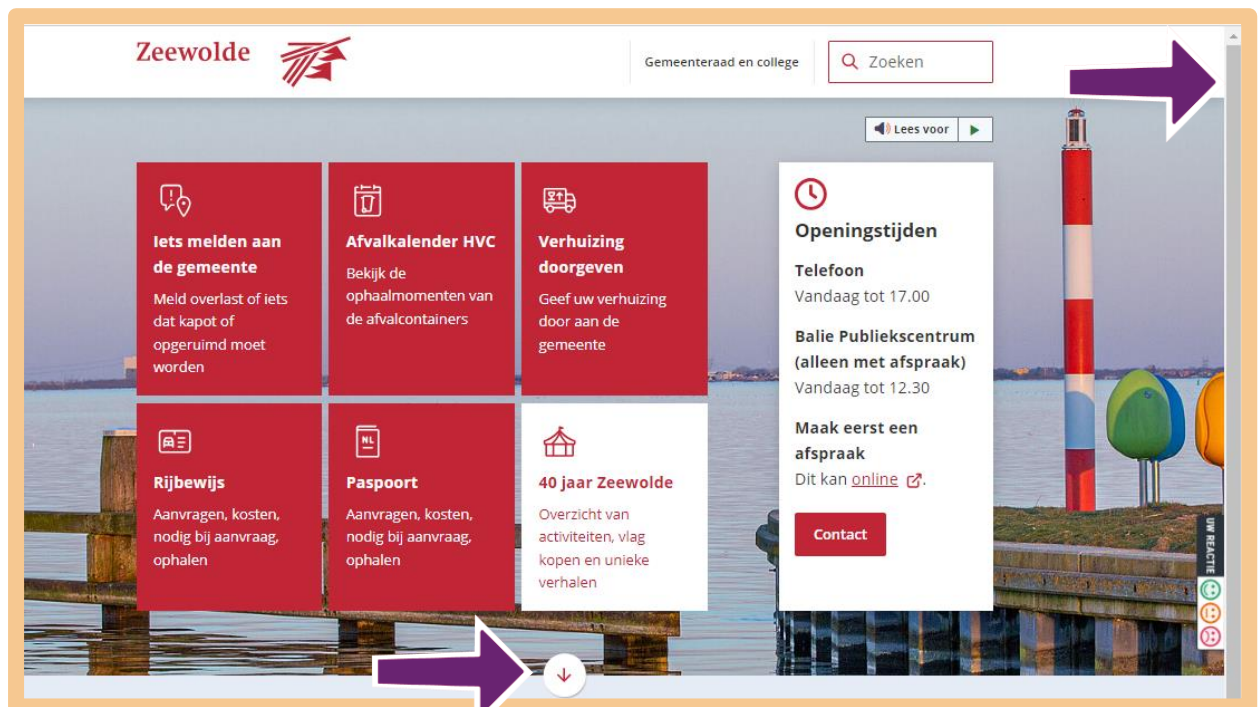 Zeewolde
Gemeenteraad en college
Zoeken
Lees voor
Iets melden aan
de gemeente
Meld overlast of iets
dat kapot of
opgeruimd moet
worden
Afvalkalender HVC
Bekijk de
ophaalmomenten van
de afvalcontainers
Verhuizing
doorgeven
Geef uw verhuizing
door aan de
gemeente
NL
Rijbewijs
Aanvragen, kosten,
nodig bij aanvraag,
ophalen
Paspoort
Aanvragen, kosten,
nodig bij aanvraag,
ophalen
40 jaar Zeewolde
Overzicht van
activiteiten, vlag
kopen en unieke
verhalen
Openingstijden
Telefoon
Vandaag tot 17.00
Balie Publiekscentrum
(alleen met afspraak)
Vandaag tot 12.30
Maak eerst een
afspraak
Dit kan online.
Contact
UW REACTIE